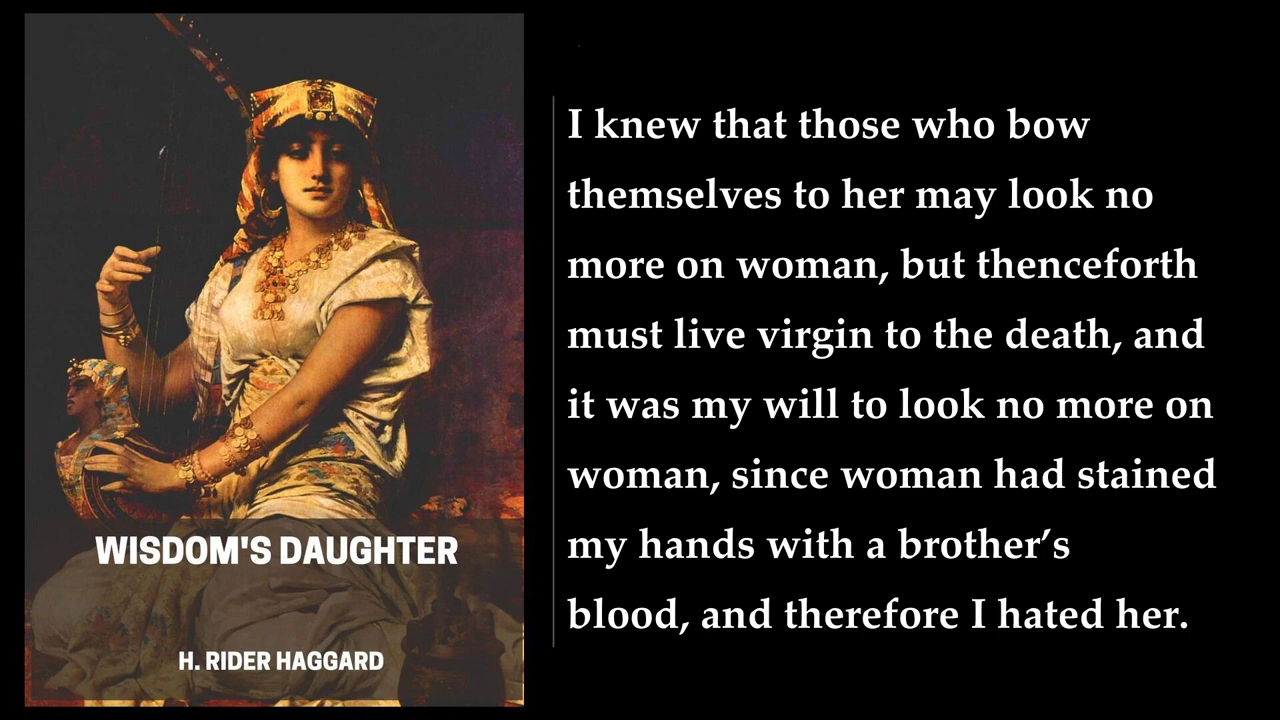 WISDOM'S DAUGHTER
H. RIDER HAGGARD
I knew that those who bow
themselves to her may look no
more on woman, but thenceforth
must live virgin to the death, and
it was my will to look no more on
woman, since woman had stained
my hands with a brother’s
blood, and therefore I hated her.